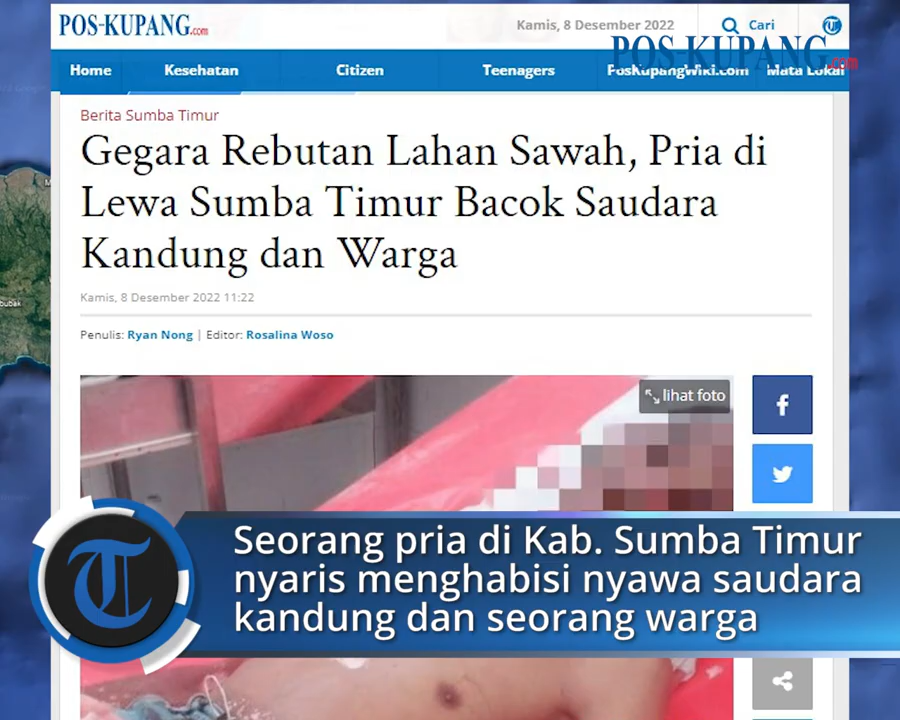 POS-KUPANG.com
Kamis, 8 Desember 2022
Cari
POS-KUPANG.com
Home Kesehatan Citizen Teenagers PosKupangWiki.com Mata Lokal
Berita Sumba Timur
Gegara Rebutan Lahan Sawah, Pria di
Lewa Sumba Timur Bacok Saudara
Kandung dan Warga
Kamis, 8 Desember 2022 11:22
Penulis: Ryan Nong | Editor: Rosalina Woso
lihat foto
Seorang pria di Kab. Sumba Timur
nyaris menghabisi nyawa saudara
kandung dan seorang warga